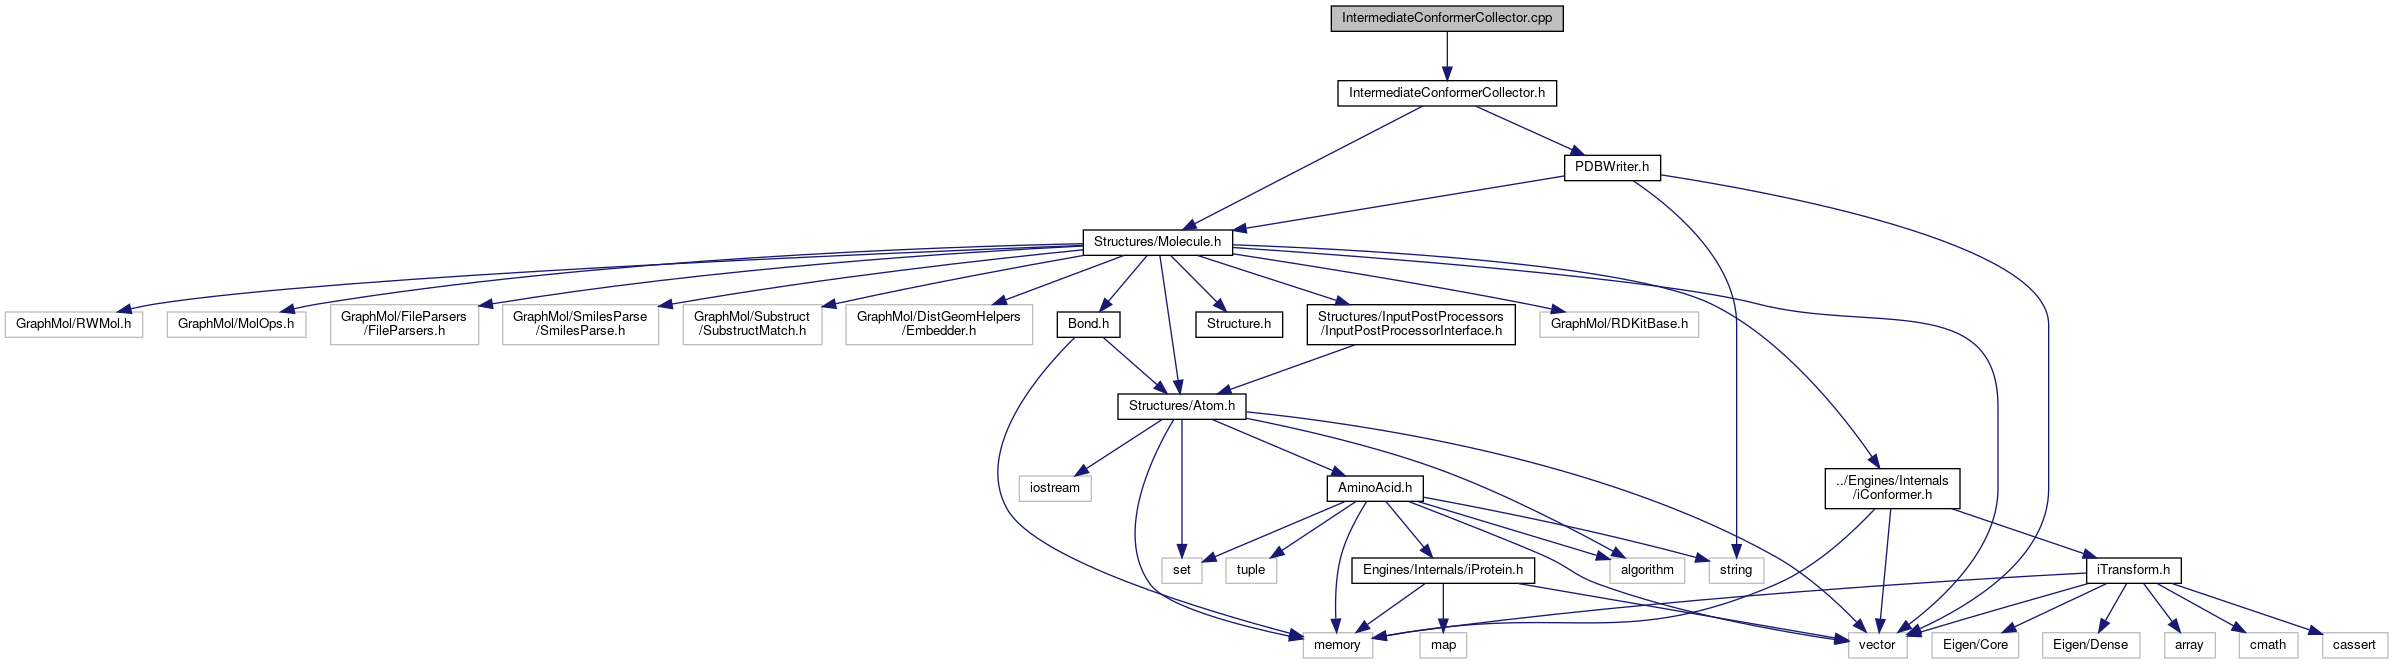 IntermediateConformerCollector.cpp
IntermediateConformerCollector.h
PDBWriter.h
Structures/Molecule.h
GraphMol/RWMol.h
GraphMol/MolOps.h
GraphMol/FileParsers
/FileParsers.h
GraphMol/SmilesParse
/SmilesParse.h
GraphMol/Substruct
/SubstructMatch.h
GraphMol/DistGeomHelpers
/Embedder.h
Bond.h
Structure.h
Structures/InputPostProcessors
/InputPostProcessorInterface.h
GraphMol/RDKitBase.h
Structures/Atom.h
iostream
AminoAcid.h
../Engines/Internals
/iConformer.h
set
tuple
Engines/Internals/iProtein.h
algorithm
string
iTransform.h
memory
map
vector
Eigen/Core
Eigen/Dense
array
cmath
cassert